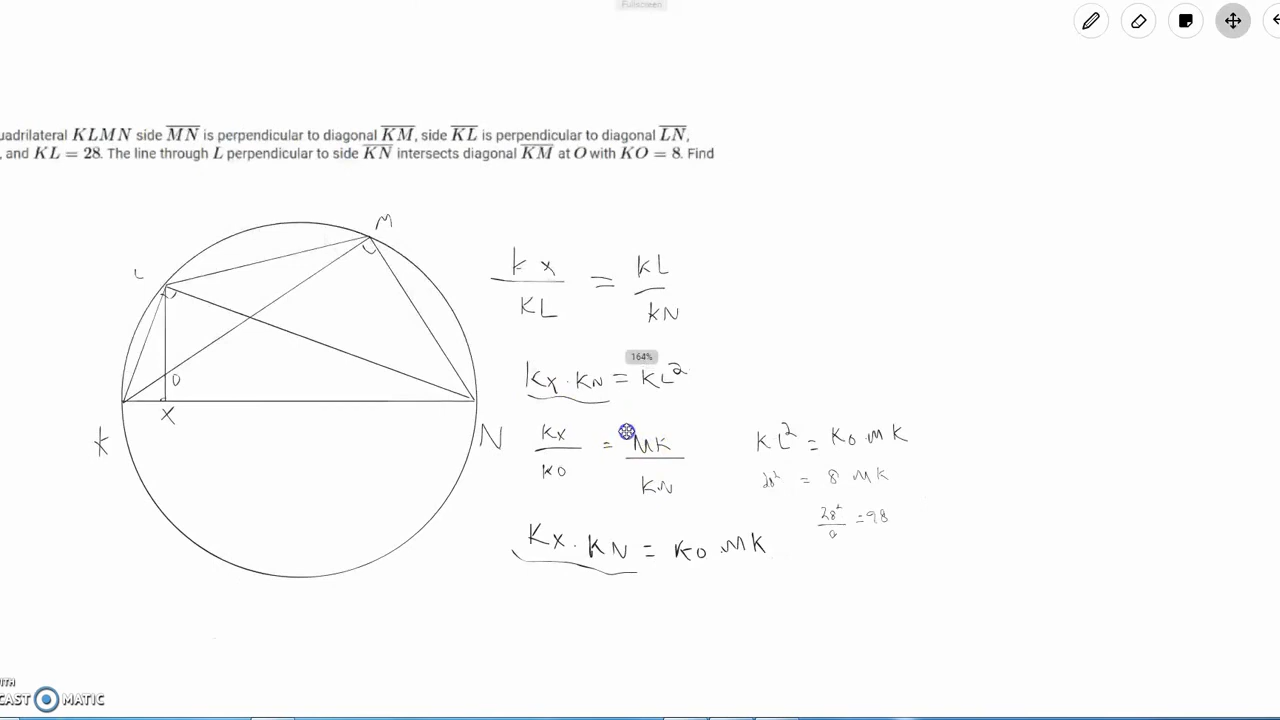 Fullscreen
uadrilateral KLMN side MN is perpendicular to diagonal KM, side KL is perpendicular to diagonal LN,
, and KL = 28. The line through L perpendicular to side KN intersects diagonal KM at O with KO = 8. Find
M
L
O
X
K
N
KX/KL = KL/KN
164%
KX · KN = KL²
KX/KO = MK/KN
KX · KN = KO MK
KL² = KO · MK
28² = 8 MK
28²/8 = 98
WITH
CAST MATIC